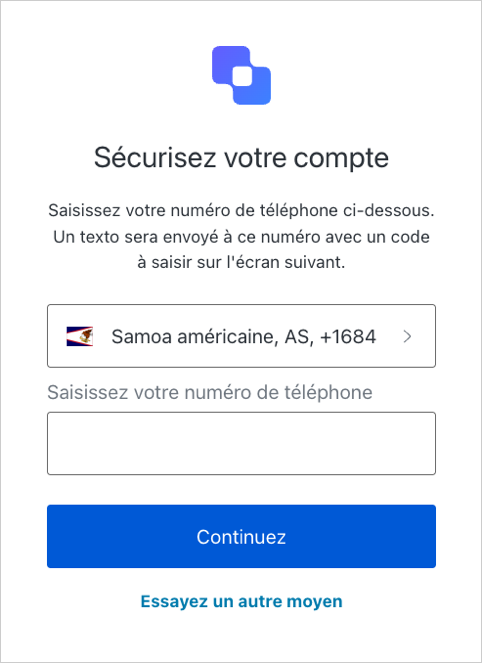 Sécurisez votre compte
Saisissez votre numéro de téléphone ci-dessous.
Un texto sera envoyé à ce numéro avec un code
à saisir sur l'écran suivant.
Samoa américaine, AS, +1684
Saisissez votre numéro de téléphone
Continuez
Essayez un autre moyen